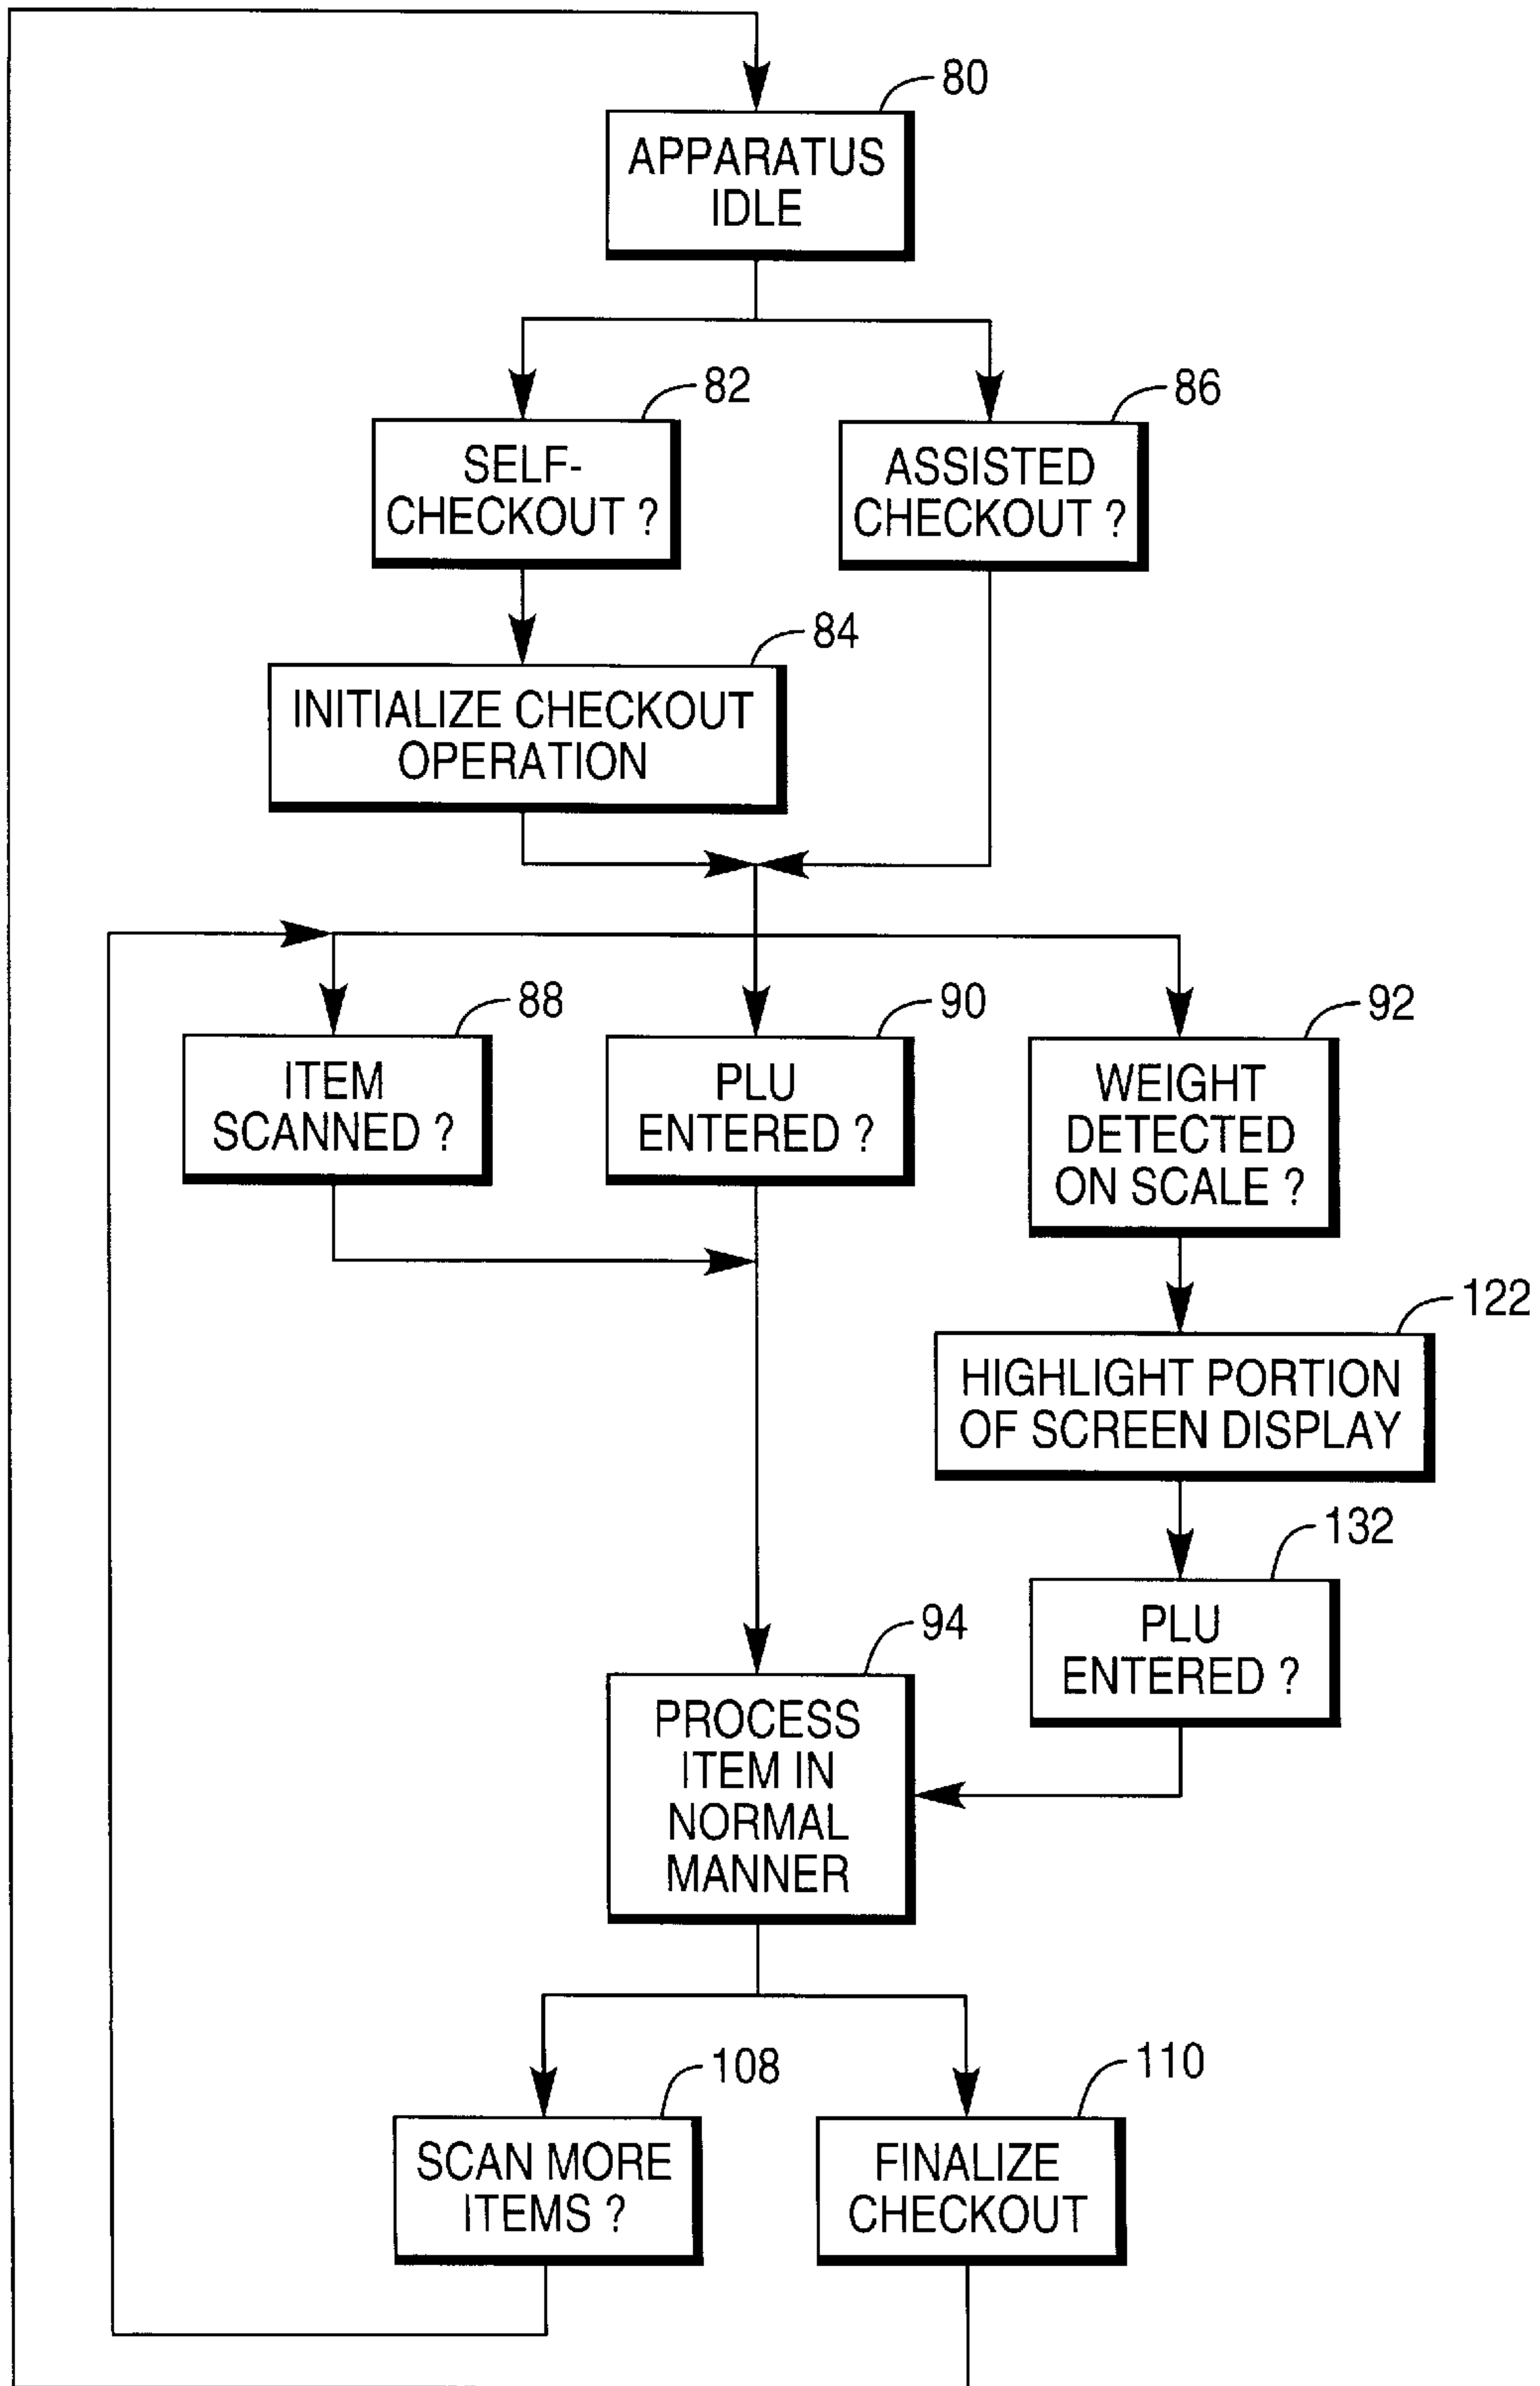 80
APPARATUS
IDLE
82
SELF-
CHECKOUT ?
86
ASSISTED
CHECKOUT ?
84
INITIALIZE CHECKOUT
OPERATION
88
ITEM
SCANNED ?
90
PLU
ENTERED ?
92
WEIGHT
DETECTED
ON SCALE ?
122
HIGHLIGHT PORTION
OF SCREEN DISPLAY
132
PLU
ENTERED ?
94
PROCESS
ITEM IN
NORMAL
MANNER
108
SCAN MORE
ITEMS ?
110
FINALIZE
CHECKOUT